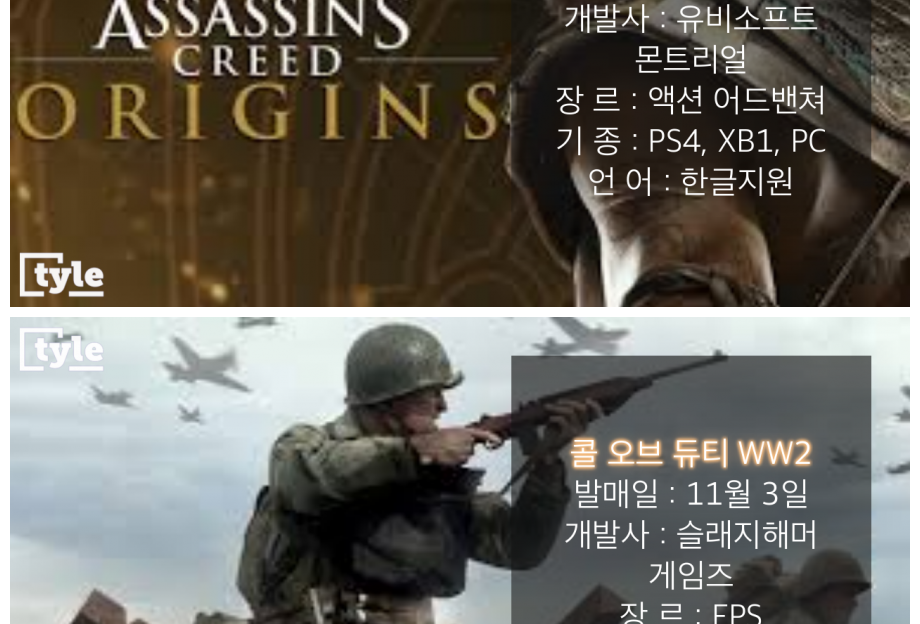 ASSASSINS
CREED
ORIGINS
개발사 : 유비소프트
몬트리얼
장 르 : 액션 어드밴쳐
기 종 : PS4, XB1, PC
언 어 : 한글지원
tyle
tyle
콜 오브 듀티 WW2
발매일 : 11월 3일
개발사 : 슬래지해머
게임즈
장 르 : FPS